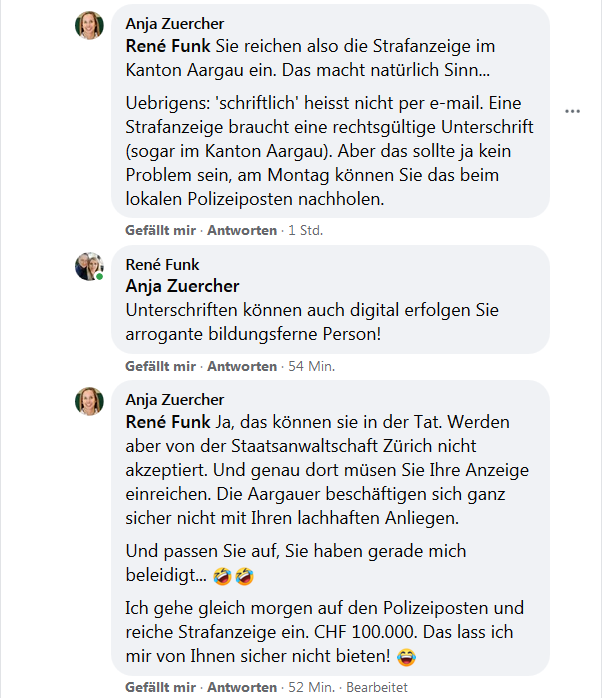 Anja Zuercher
René Funk Sie reichen also die Strafanzeige im
Kanton Aargau ein. Das macht natürlich Sinn...
Uebrigens: 'schriftlich' heisst nicht per e-mail. Eine
Strafanzeige braucht eine rechtsgültige Unterschrift
(sogar im Kanton Aargau). Aber das sollte ja kein
Problem sein, am Montag können Sie das beim
lokalen Polizeiposten nachholen.
Gefällt mir · Antworten · 1 Std.
René Funk
Anja Zuercher
Unterschriften können auch digital erfolgen Sie
arrogante bildungsferne Person!
Gefällt mir · Antworten · 54 Min.
Anja Zuercher
René Funk Ja, das können sie in der Tat. Werden
aber von der Staatsanwaltschaft Zürich nicht
akzeptiert. Und genau dort müsen Sie Ihre Anzeige
einreichen. Die Aargauer beschäftigen sich ganz
sicher nicht mit Ihren lachhaften Anliegen.
Und passen Sie auf, Sie haben gerade mich
beleidigt... 🤣🤣
Ich gehe gleich morgen auf den Polizeiposten und
reiche Strafanzeige ein. CHF 100.000. Das lass ich
mir von Ihnen sicher nicht bieten! 😂
Gefällt mir · Antworten · 52 Min. · Bearbeitet